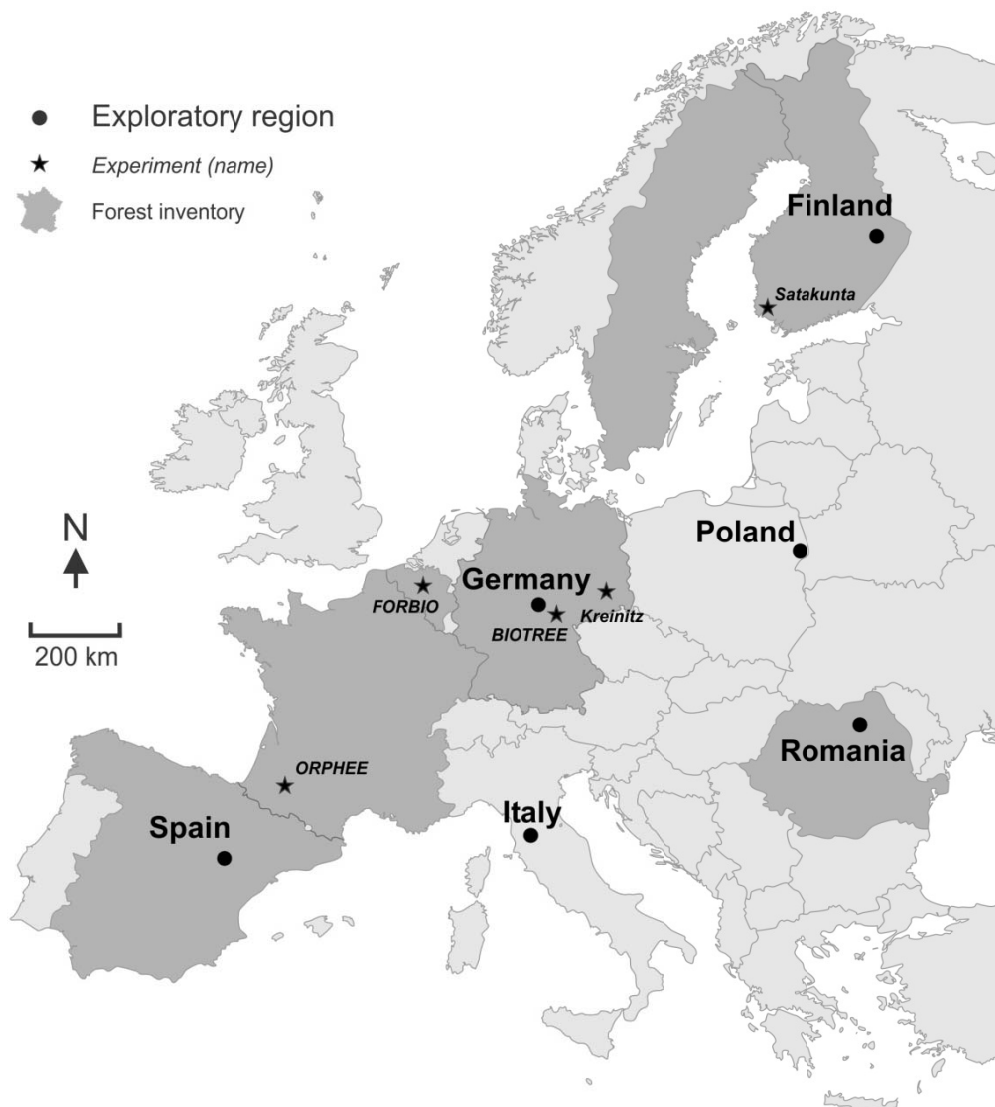 Exploratory region
Experiment (name)
Forest inventory
Finland
Satakunta
N
200 km
Poland
Germany
FORBIO
Kreinitz
BIOTREE
Romania
ORPHEE
Italy
Spain